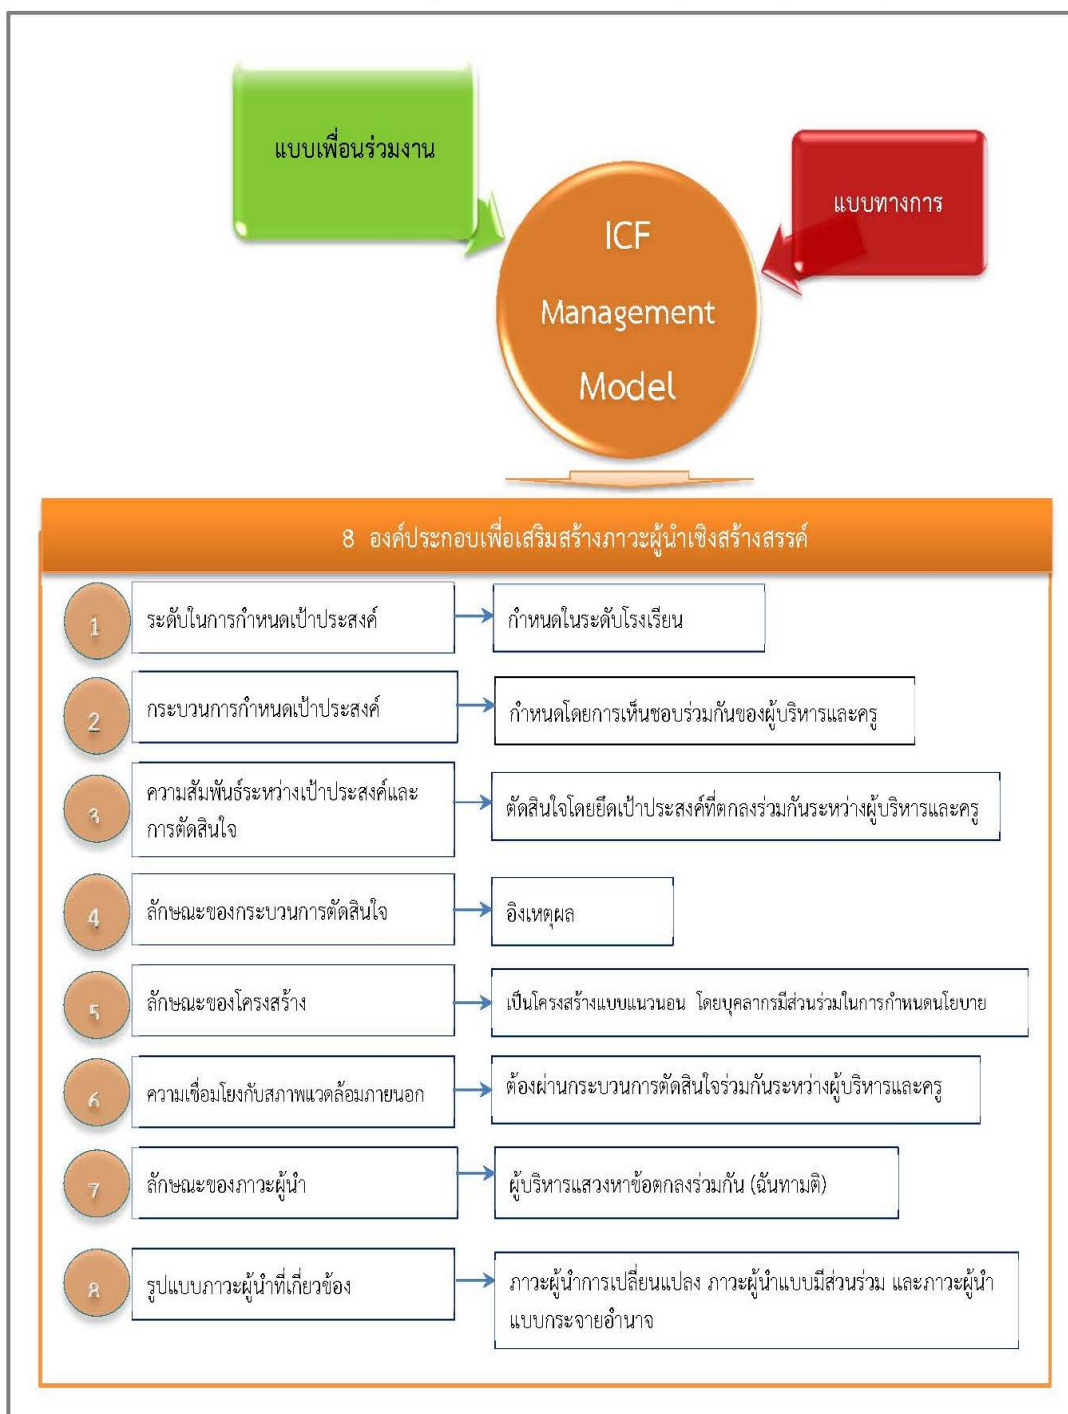 แบบเพื่อนร่วมงาน
แบบทางการ
ICF
Management
Model
8 องค์ประกอบเพื่อเสริมสร้างภาวะผู้นำเชิงสร้างสรรค์
1
ระดับในการกำหนดเป้าประสงค์
กำหนดในระดับโรงเรียน
2
กระบวนการกำหนดเป้าประสงค์
กำหนดโดยการเห็นชอบร่วมกันของผู้บริหารและครู
3
ความสัมพันธ์ระหว่างเป้าประสงค์และ
การตัดสินใจ
ตัดสินใจโดยยึดเป้าประสงค์ที่ตกลงร่วมกันระหว่างผู้บริหารและครู
4
ลักษณะของกระบวนการตัดสินใจ
อิงเหตุผล
5
ลักษณะของโครงสร้าง
เป็นโครงสร้างแบบแนวนอน โดยบุคลากรมีส่วนร่วมในการกำหนดนโยบาย
6
ความเชื่อมโยงกับสภาพแวดล้อมภายนอก
ต้องผ่านกระบวนการตัดสินใจร่วมกันระหว่างผู้บริหารและครู
7
ลักษณะของภาวะผู้นำ
ผู้บริหารแสวงหาข้อตกลงร่วมกัน (ฉันทามติ)
8
รูปแบบภาวะผู้นำที่เกี่ยวข้อง
ภาวะผู้นำการเปลี่ยนแปลง ภาวะผู้นำแบบมีส่วนร่วม และภาวะผู้นำ
แบบกระจายอำนาจ